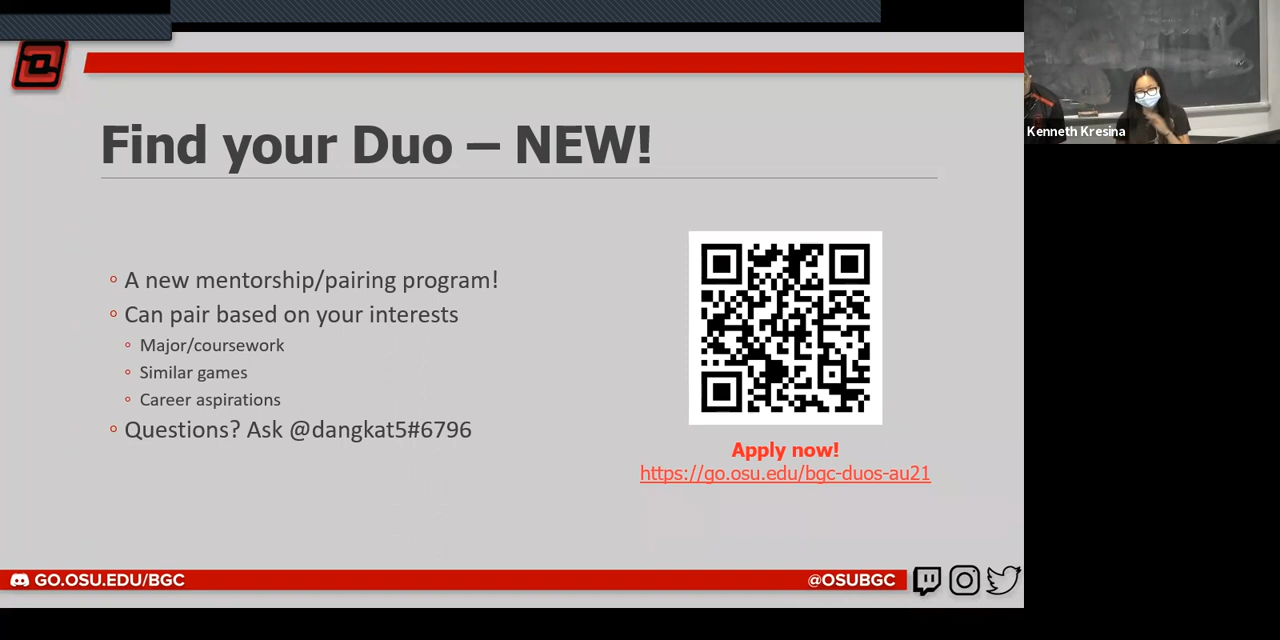 Find your Duo – NEW!
A new mentorship/pairing program!
Can pair based on your interests
Major/coursework
Similar games
Career aspirations
Questions? Ask @dangkat5#6796
Apply now!
https://go.osu.edu/bgc-duos-au21
GO.OSU.EDU/BGC
@OSUBGC
Kenneth Kresina